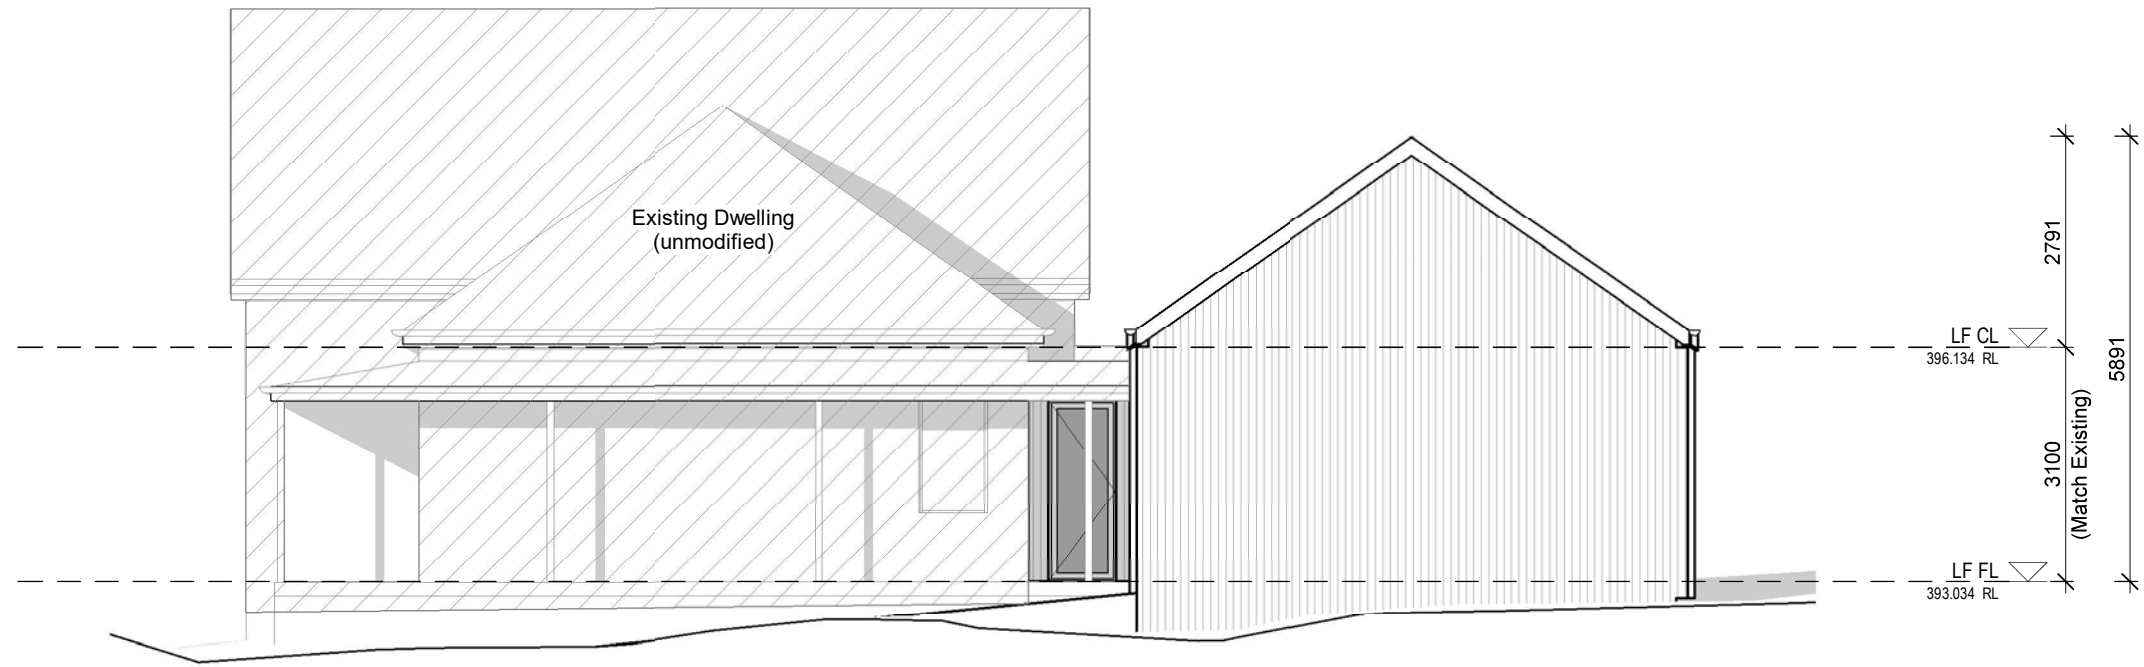 Existing Dwelling
(unmodified)
2791
LF CL
396.134 RL
5891
3100
(Match Existing)
LF FL
393.034 RL